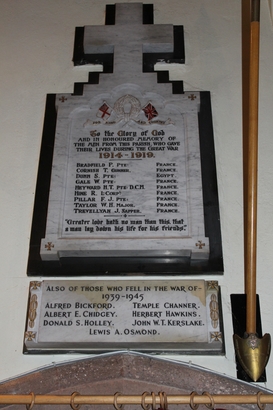 To the Glory of God
AND IN HONOURED MEMORY OF
THE MEN FROM THIS PARISH, WHO GAVE
THEIR LIVES DURING THE GREAT WAR
1914-1919.
BRADFIELD P. PTE: FRANCE.
CORNISH T. GUNNER. FRANCE.
DUNN S. PTE: EGYPT.
GALE W. PTE: FRANCE.
HEYWARD H.T. PTE D.C.M FRANCE.
HINE R. L:CORPL FRANCE.
PILLAR F. J. PTE: FRANCE.
TAYLOR W. H. MAJOR. FRANCE.
TREVELLYAN J. SAPPER. FRANCE.
"Greater love hath no man than this, that
a man lay down his life for his friends."
ALSO OF THOSE WHO FELL IN THE WAR OF-
1939-1945
ALFRED BICKFORD. TEMPLE CHANNER.
ALBERT E. CHIDGEY. HERBERT HAWKINS.
DONALD S. HOLLEY. JOHN W.T. KERSLAKE.
LEWIS A. OSMOND.